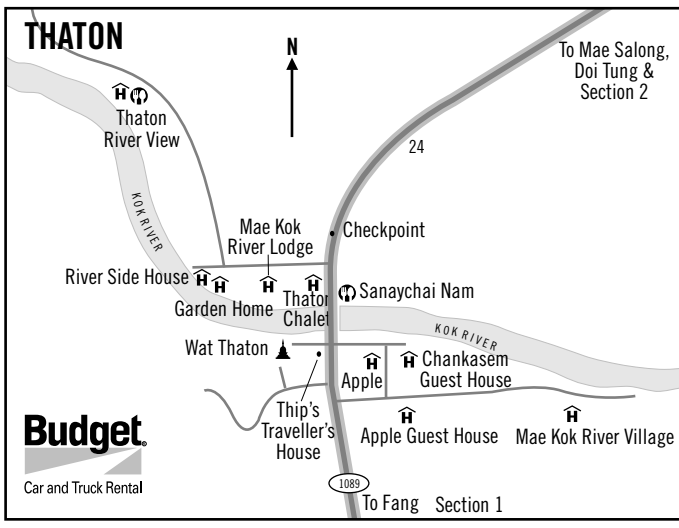 THATON
N
To Mae Salong,
Doi Tung &
Section 2
Thaton
River View
24
KOK RIVER
Mae Kok
River Lodge
Checkpoint
River Side House
Garden Home
Thaton
Chalet
Sanaychai Nam
KOK RIVER
Wat Thaton
Apple
Chankasem
Guest House
Thip's
Traveller's
House
Apple Guest House
Mae Kok River Village
Budget®
Car and Truck Rental
1089
To Fang
Section 1